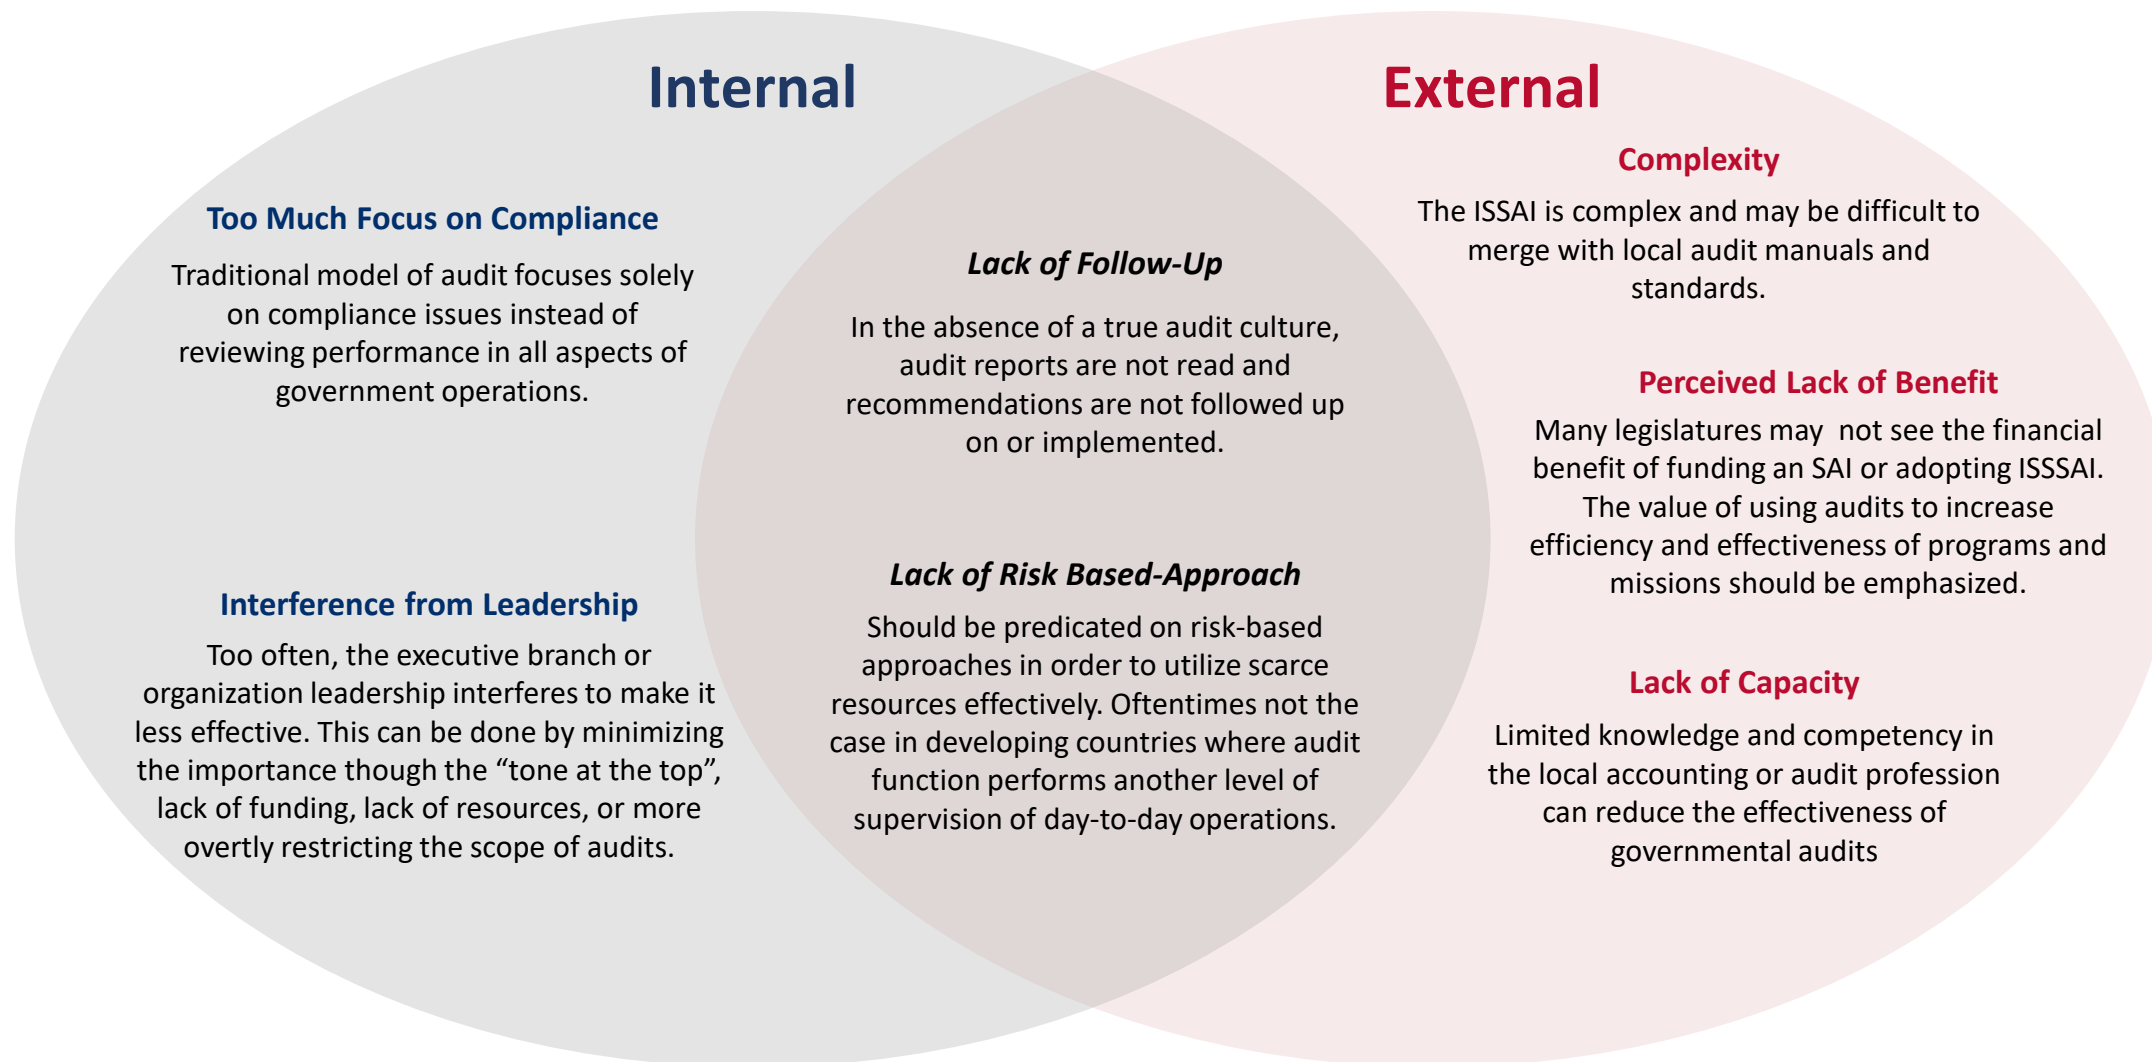 Internal
Too Much Focus on Compliance
Traditional model of audit focuses solely
on compliance issues instead of
reviewing performance in all aspects of
government operations.
Interference from Leadership
Too often, the executive branch or
organization leadership interferes to make it
less effective. This can be done by minimizing
the importance though the “tone at the top”,
lack of funding, lack of resources, or more
overtly restricting the scope of audits.
Lack of Follow-Up
In the absence of a true audit culture,
audit reports are not read and
recommendations are not followed up
on or implemented.
Lack of Risk Based-Approach
Should be predicated on risk-based
approaches in order to utilize scarce
resources effectively. Oftentimes not the
case in developing countries where audit
function performs another level of
supervision of day-to-day operations.
External
Complexity
The ISSAI is complex and may be difficult to
merge with local audit manuals and
standards.
Perceived Lack of Benefit
Many legislatures may  not see the financial
benefit of funding an SAI or adopting ISSSAI.
The value of using audits to increase
efficiency and effectiveness of programs and
missions should be emphasized.
Lack of Capacity
Limited knowledge and competency in
the local accounting or audit profession
can reduce the effectiveness of
governmental audits